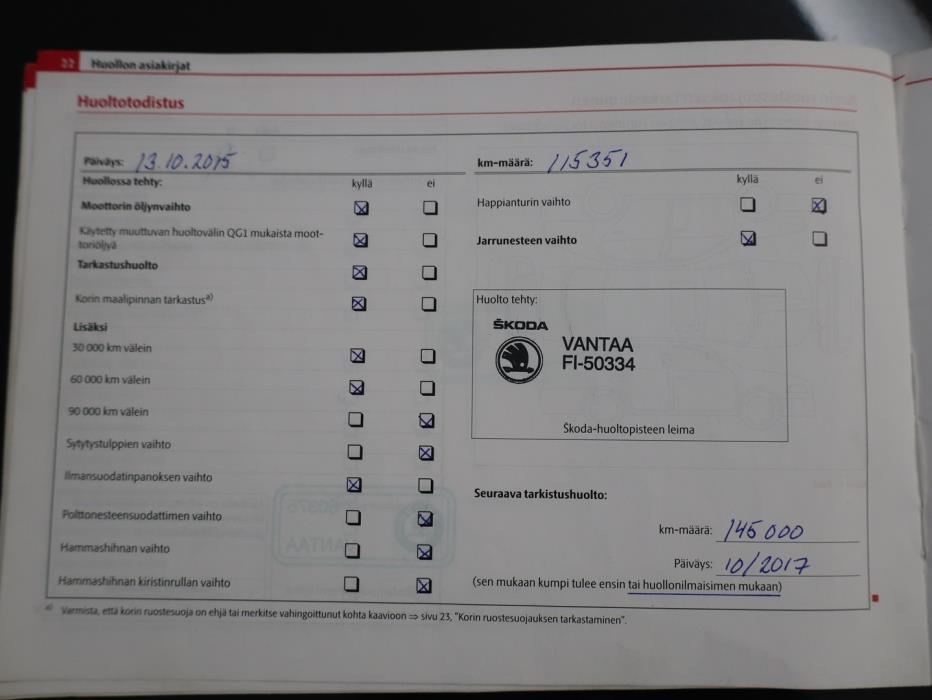 22 Huollon asiakirjat
Huoltotodistus
Päiväys: 13.10.2015
Huollossa tehty: kyllä ei
Moottorin öljynvaihto
Käytetty muuttuvan huoltovälin QG1 mukaista moot-
toriöljyä
Tarkastushuolto
Korin maalipinnan tarkastusa)
Lisäksi
30 000 km välein
60 000 km välein
90 000 km välein
Sytytystulppien vaihto
Ilmansuodatinpanoksen vaihto
Polttonesteensuodattimen vaihto
Hammashihnan vaihto
Hammashihnan kiristinrullan vaihto
km-määrä: 115351
kyllä ei
Happianturin vaihto
Jarrunesteen vaihto
Huolto tehty:
ŠKODA
VANTAA
FI-50334
Škoda-huoltopisteen leima
Seuraava tarkistushuolto:
km-määrä: 145 000
Päiväys: 10/2017
(sen mukaan kumpi tulee ensin tai huollonilmaisimen mukaan)
a) Varmista, että korin ruostesuoja on ehjä tai merkitse vahingoittunut kohta kaavioon ⇒ sivu 23, "Korin ruostesuojauksen tarkastaminen".